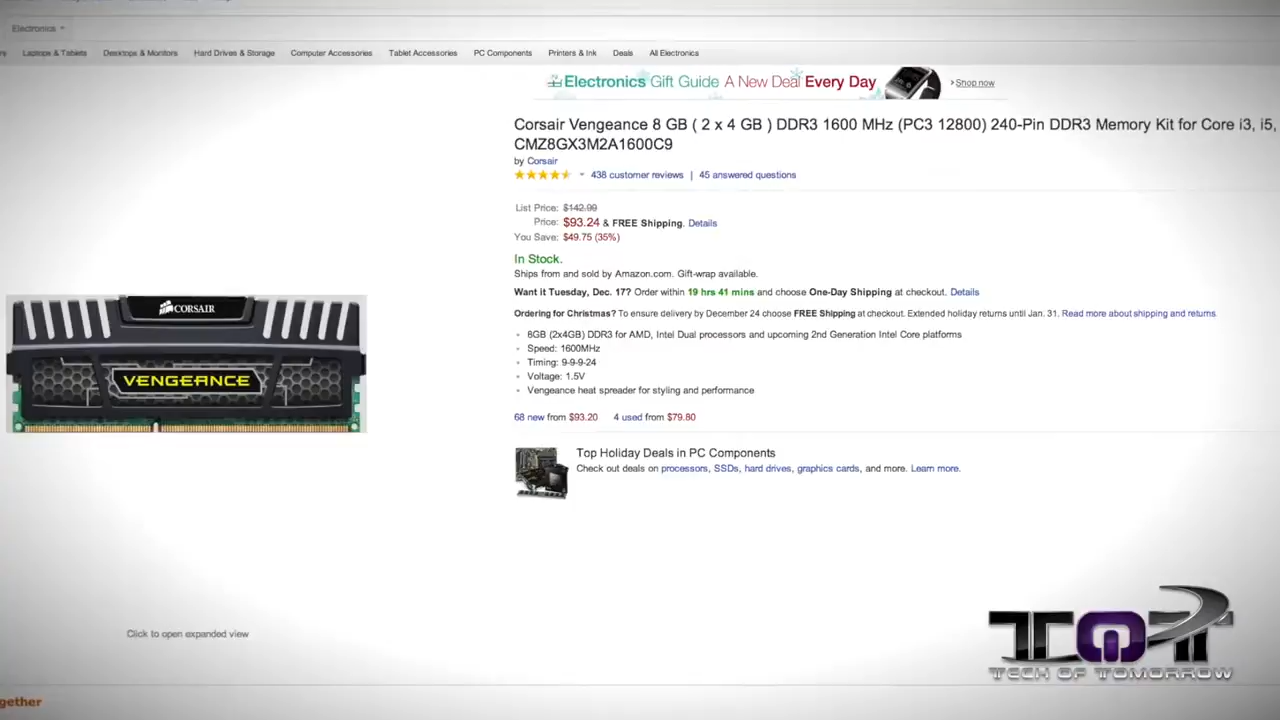 Electronics
Laptops & Tablets Desktops & Monitors Hard Drives & Storage Computer Accessories Tablet Accessories PC Components Printers & Ink Deals All Electronics
Electronics Gift Guide A New Deal Every Day › Shop now
Corsair Vengeance 8 GB ( 2 x 4 GB ) DDR3 1600 MHz (PC3 12800) 240-Pin DDR3 Memory Kit for Core i3, i5,
CMZ8GX3M2A1600C9
by Corsair
438 customer reviews | 45 answered questions
List Price: $142.99
Price: $93.24 & FREE Shipping. Details
You Save: $49.75 (35%)
In Stock.
Ships from and sold by Amazon.com. Gift-wrap available.
Want it Tuesday, Dec. 17? Order within 19 hrs 41 mins and choose One-Day Shipping at checkout. Details
Ordering for Christmas? To ensure delivery by December 24 choose FREE Shipping at checkout. Extended holiday returns until Jan. 31. Read more about shipping and returns.
8GB (2x4GB) DDR3 for AMD, Intel Dual processors and upcoming 2nd Generation Intel Core platforms
Speed: 1600MHz
Timing: 9-9-9-24
Voltage: 1.5V
Vengeance heat spreader for styling and performance
68 new from $93.20 4 used from $79.80
Top Holiday Deals in PC Components
Check out deals on processors, SSDs, hard drives, graphics cards, and more. Learn more.
CORSAIR
VENGEANCE
Click to open expanded view
gether
TOT
TECH OF TOMORROW